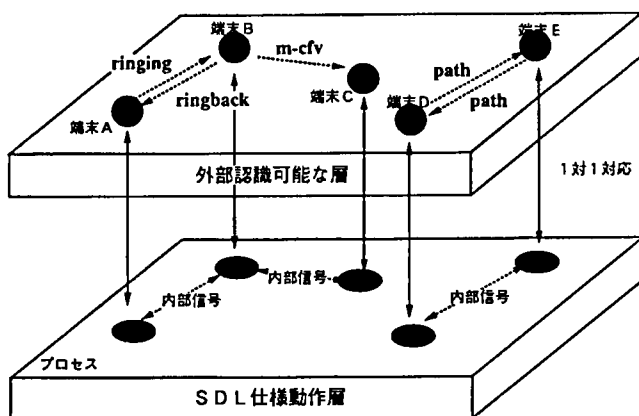 端末B
m-cfv
端末E
ringing
path
ringback
端末C
path
端末A
端末D
外部認識可能な層
1対1対応
内部信号
内部信号
内部信号
プロセス
SDL仕様動作層